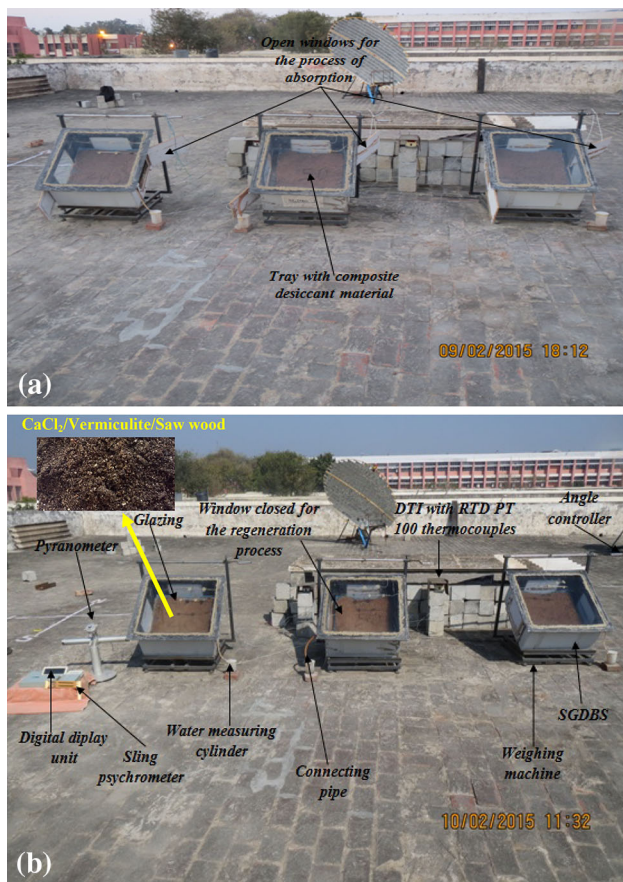 Open windows for
the process of
absorption
Tray with composite
desiccant material
09/02/2015 18:12
(a)
CaCl₂/Vermiculite/Saw wood
Glazing
Pyranometer
Window closed for
the regeneration
process
DTI with RTD PT
100 thermocouples
Angle
controller
Digital diplay
unit
Sling
psychrometer
Water measuring
cylinder
Connecting
pipe
SGDBS
Weighing
machine
10/02/2015 11:32
(b)